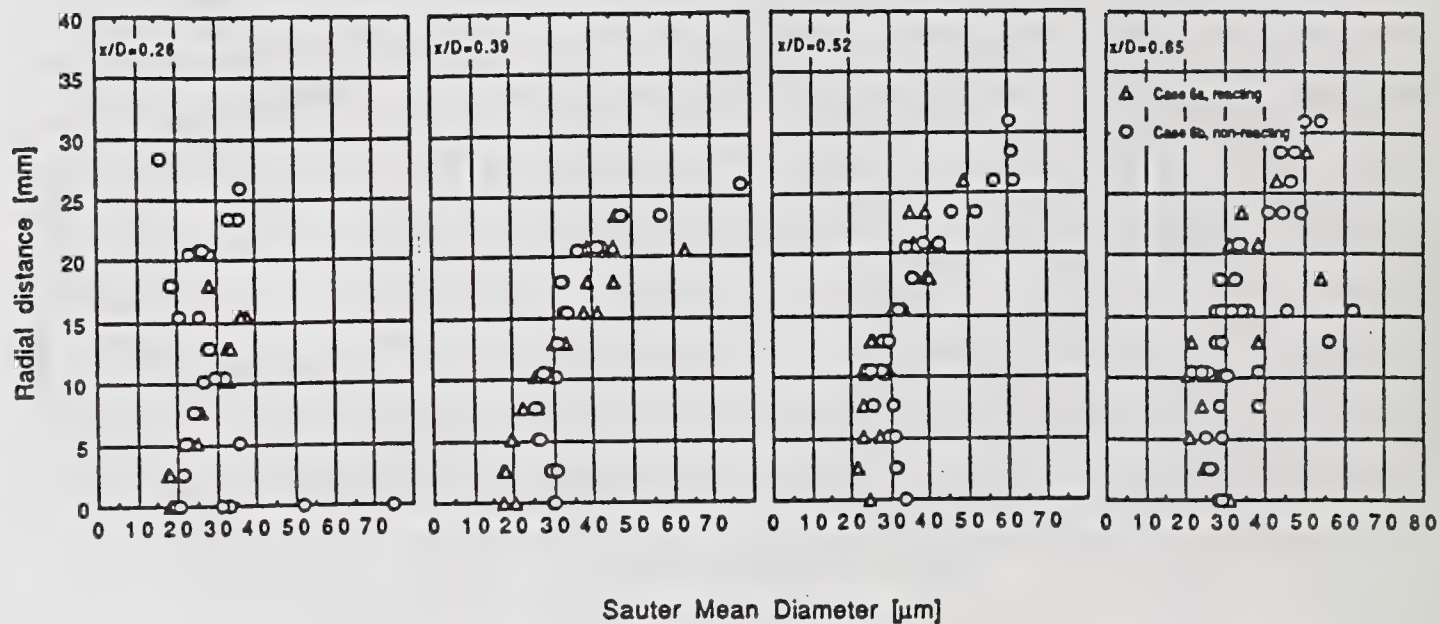 x/D=0.26
x/D=0.39
x/D=0.52
x/D=0.65
Case 6a, reacting
Case 6b, non-reacting
40
35
30
25
20
15
10
5
0
Radial distance [mm]
0 10 20 30 40 50 60 70
0 10 20 30 40 50 60 70
0 10 20 30 40 50 60 70
0 10 20 30 40 50 60 70 80
Sauter Mean Diameter [μm]